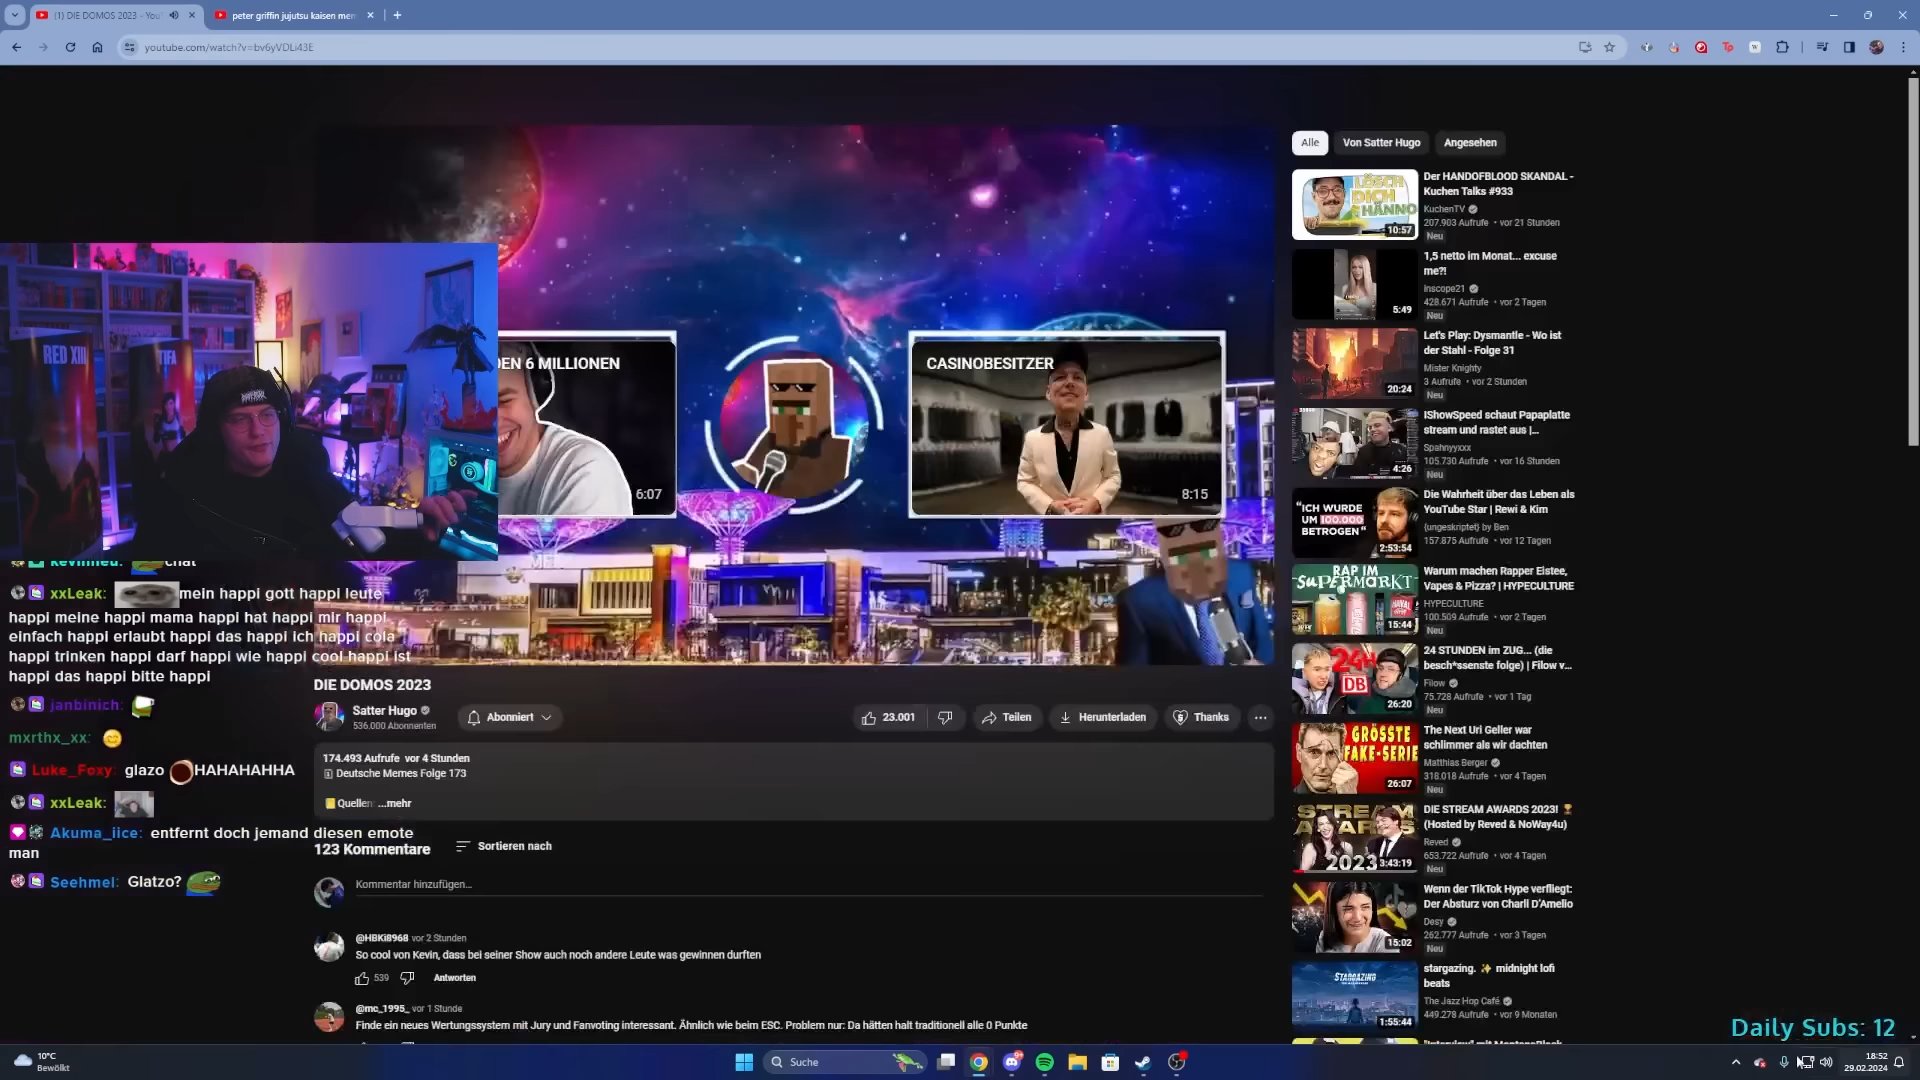 (1) DIE DOMOS 2023 - You
peter griffin jujutsu kaisen mem
youtube.com/watch?v=bv6yVDLi43E
Alle
Von Satter Hugo
Angesehen
DEN 6 MILLIONEN
6:07
CASINOBESITZER
8:15
RED XIII
TIFA
kevinneu: chat
xxLeak: mein happi gott happi leute
happi meine happi mama happi hat happi mir happi
einfach happi erlaubt happi das happi ich happi cola
happi trinken happi darf happi wie happi cool happi ist
happi das happi bitte happi
janbinich:
mxrthx_xx:
Luke_Foxy: glazo HAHAHAHHA
xxLeak:
Akuma_iice: entfernt doch jemand diesen emote
man
Seehmel: Glatzo?
DIE DOMOS 2023
Satter Hugo
536.000 Abonnenten
Abonniert
23.001
Teilen
Herunterladen
Thanks
174.493 Aufrufe vor 4 Stunden
Deutsche Memes Folge 173
Quellen ...mehr
123 Kommentare
Sortieren nach
Kommentar hinzufügen...
@HBKi8968 vor 2 Stunden
So cool von Kevin, dass bei seiner Show auch noch andere Leute was gewinnen durften
539
Antworten
@mc_1995_ vor 1 Stunde
Finde ein neues Wertungssystem mit Jury und Fanvoting interessant. Ähnlich wie beim ESC. Problem nur: Da hätten halt traditionell alle 0 Punkte
LÖSCH
DICH
HÄNNO
10:57
Der HANDOFBLOOD SKANDAL -
Kuchen Talks #933
KuchenTV
207.903 Aufrufe • vor 21 Stunden
Neu
5:49
1,5 netto im Monat... excuse
me?!
inscope21
428.671 Aufrufe • vor 2 Tagen
Neu
20:24
Let's Play: Dysmantle - Wo ist
der Stahl - Folge 31
Mister Knighty
3 Aufrufe • vor 2 Stunden
Neu
4:26
IShowSpeed schaut Papaplatte
stream und rastet aus |...
Spahnyyxxx
105.730 Aufrufe • vor 16 Stunden
Neu
"ICH WURDE
UM 100.000
BETROGEN"
2:53:54
Die Wahrheit über das Leben als
YouTube Star | Rewi & Kim
{ungeskriptet} by Ben
157.875 Aufrufe • vor 12 Tagen
RAP IM
SUPERMARKT
15:44
Warum machen Rapper Eistee,
Vapes & Pizza? | HYPECULTURE
HYPECULTURE
100.509 Aufrufe • vor 2 Tagen
Neu
24H
DB
26:20
24 STUNDEN im ZUG... (die
besch*ssenste folge) | Filow v...
Filow
75.728 Aufrufe • vor 1 Tag
Neu
GRÖSSTE
FAKE-SERIE
26:07
The Next Uri Geller war
schlimmer als wir dachten
Matthias Berger
318.018 Aufrufe • vor 4 Tagen
Neu
STREAM
AWARDS
2023
3:43:19
DIE STREAM AWARDS 2023!
(Hosted by Reved & NoWay4u)
Reved
653.722 Aufrufe • vor 4 Tagen
Neu
15:02
Wenn der TikTok Hype verfliegt:
Der Absturz von Charli D'Amelio
Desy
262.777 Aufrufe • vor 3 Tagen
Neu
STARGAZING
1:55:44
stargazing. ✨ midnight lofi
beats
The Jazz Hop Café
449.278 Aufrufe • vor 9 Monaten
Daily Subs: 12
10°C
Bewölkt
Suche
18:52
29.02.2024